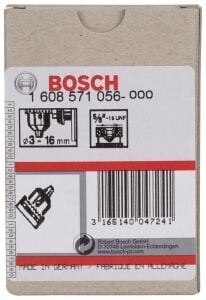 BOSCH
1 608 571 056- 000
Ø 3 - 16 mm
5/8"-16 UNF
3 165140 047241
Robert Bosch GmbH
D-70745 Leinfelden-Echterdingen
www.bosch-pt.com
MADE IN GERMANY / FABRIQUE EN ALLEMAGNE